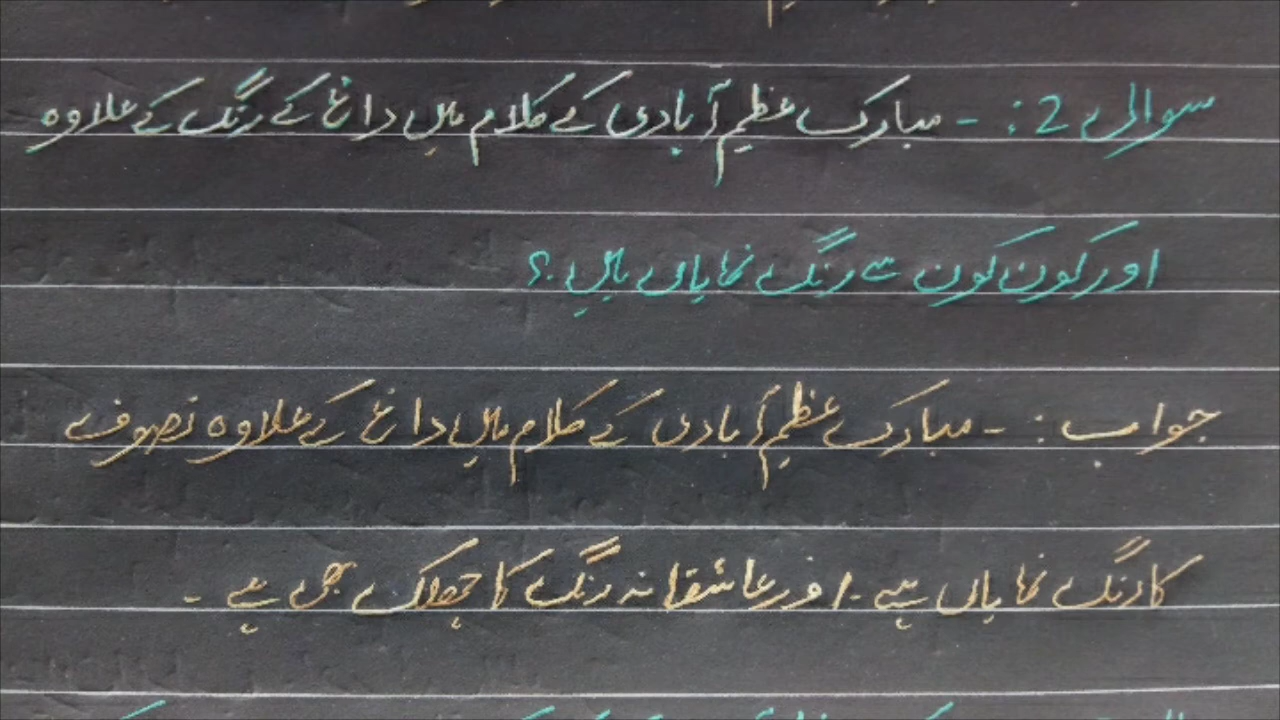 سوال 2 :- مبارک عظیم آبادی کے کلام میں داغ کے رنگ کے علاوہ
اور کون کون سے رنگ نمایاں ہیں؟
جواب :- مبارک عظیم آبادی کے کلام میں داغ کے علاوہ تصوف
کا رنگ نمایاں ہے۔ اور عاشقانہ رنگ کا جھلک بھی ہے۔